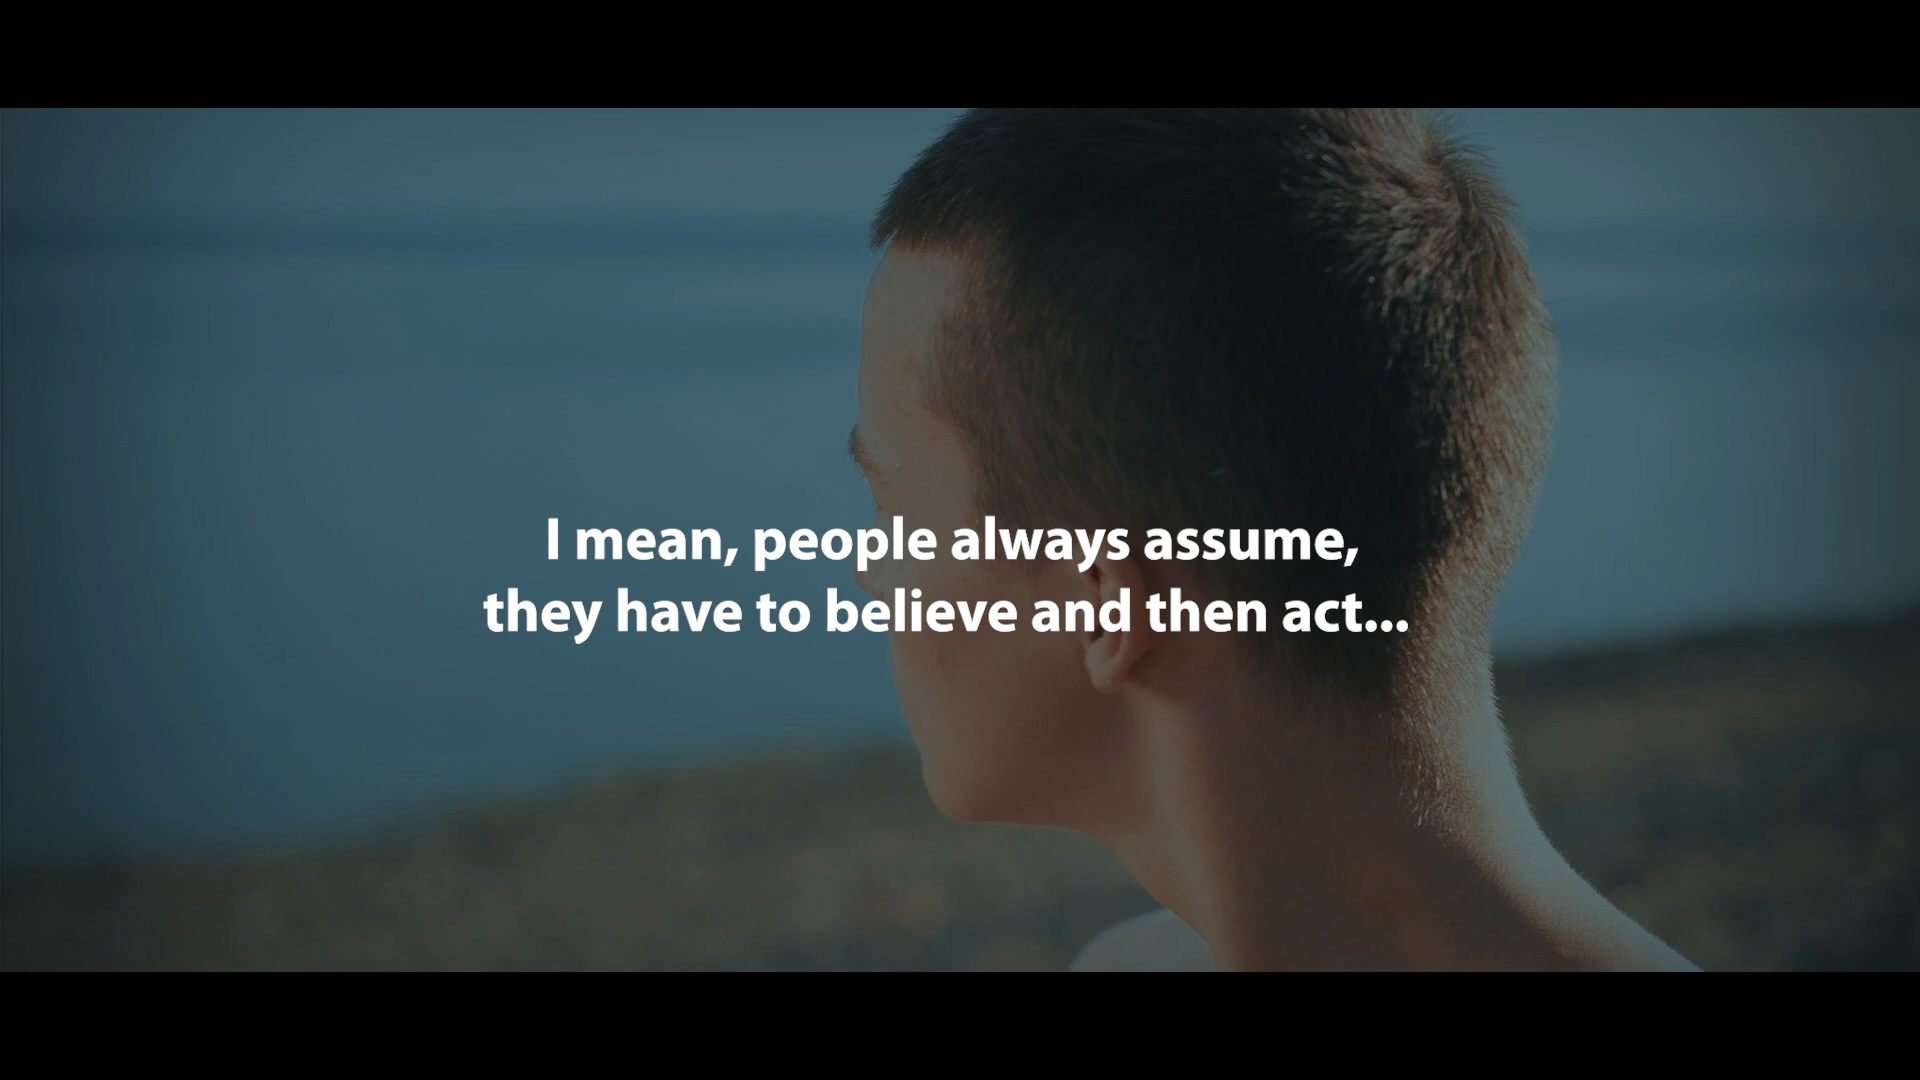 I mean, people always assume,
they have to believe and then act...